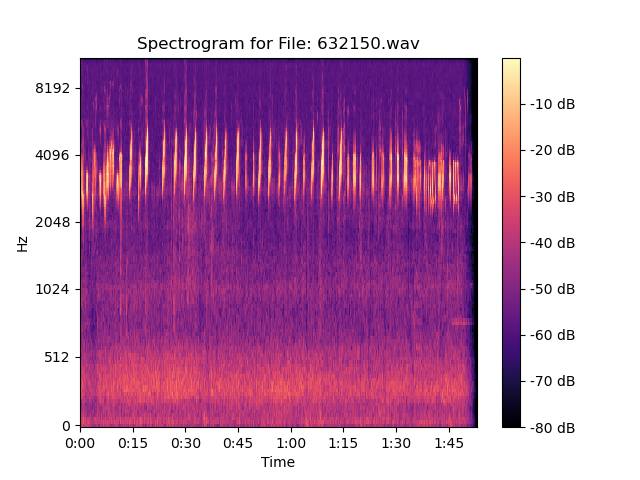 Spectrogram for File: 632150.wav
8192
4096
2048
1024
512
0
Hz
0:00 0:15 0:30 0:45 1:00 1:15 1:30 1:45
Time
-10 dB
-20 dB
-30 dB
-40 dB
-50 dB
-60 dB
-70 dB
-80 dB